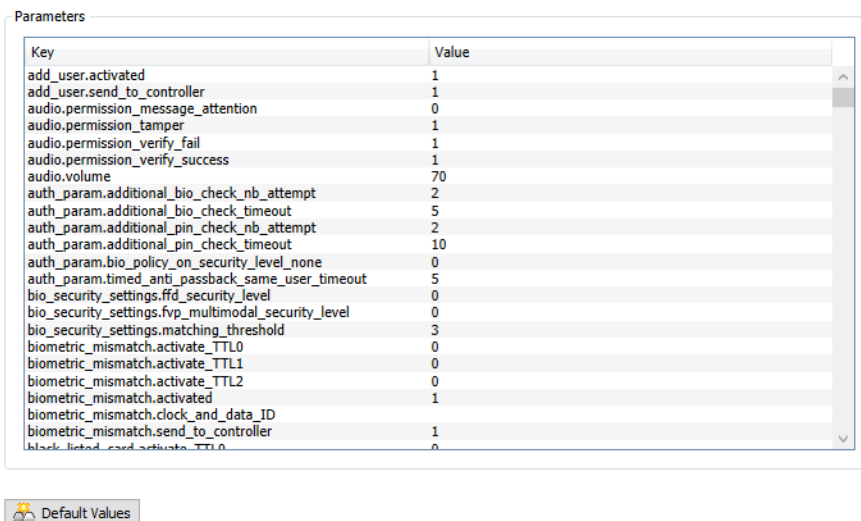 Parameters
Key Value
add_user.activated 1
add_user.send_to_controller 1
audio.permission_message_attention 0
audio.permission_tamper 1
audio.permission_verify_fail 1
audio.permission_verify_success 1
audio.volume 70
auth_param.additional_bio_check_nb_attempt 2
auth_param.additional_bio_check_timeout 5
auth_param.additional_pin_check_nb_attempt 2
auth_param.additional_pin_check_timeout 10
auth_param.bio_policy_on_security_level_none 0
auth_param.timed_anti_passback_same_user_timeout 5
bio_security_settings.ffd_security_level 0
bio_security_settings.fvp_multimodal_security_level 0
bio_security_settings.matching_threshold 3
biometric_mismatch.activate_TTL0 0
biometric_mismatch.activate_TTL1 0
biometric_mismatch.activate_TTL2 0
biometric_mismatch.activated 1
biometric_mismatch.clock_and_data_ID
biometric_mismatch.send_to_controller 1
black_listed_card.activate_TTL0 0
Default Values